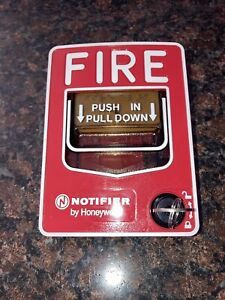 FIRE
PUSH IN
PULL DOWN
NOTIFIER
by Honeywell